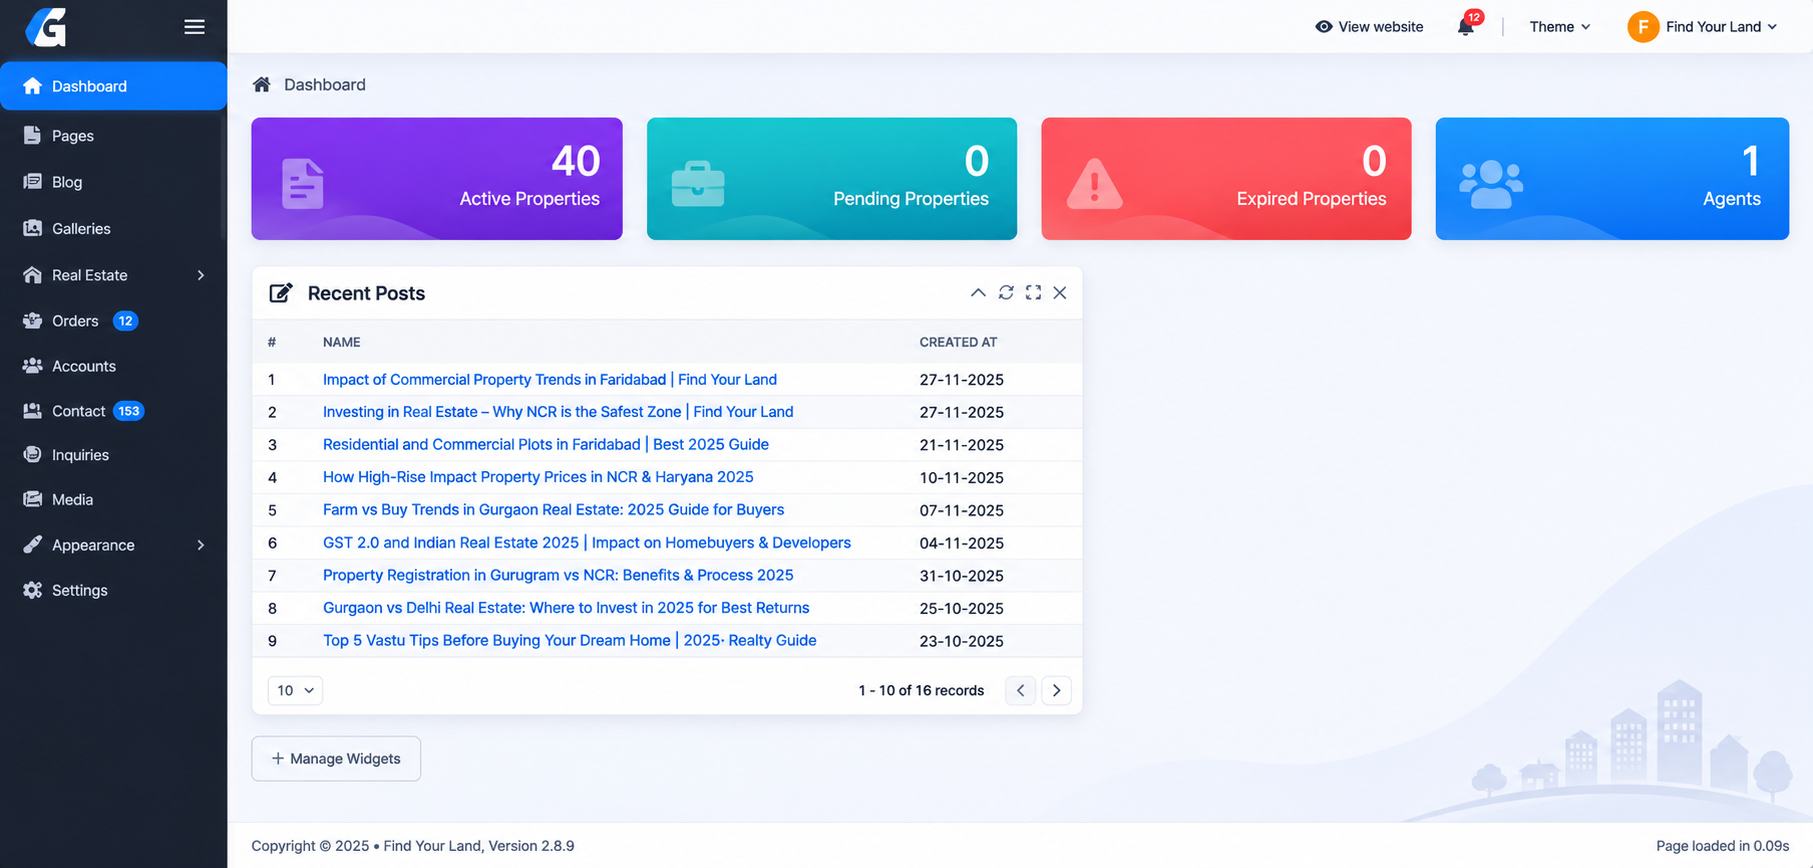 G
View website
12
Theme
F
Find Your Land
Dashboard
Pages
Blog
Galleries
Real Estate
Orders 12
Accounts
Contact 153
Inquiries
Media
Appearance
Settings
Dashboard
40
Active Properties
0
Pending Properties
0
Expired Properties
1
Agents
Recent Posts
# NAME CREATED AT
1 Impact of Commercial Property Trends in Faridabad | Find Your Land 27-11-2025
2 Investing in Real Estate – Why NCR is the Safest Zone | Find Your Land 27-11-2025
3 Residential and Commercial Plots in Faridabad | Best 2025 Guide 21-11-2025
4 How High-Rise Impact Property Prices in NCR & Haryana 2025 10-11-2025
5 Farm vs Buy Trends in Gurgaon Real Estate: 2025 Guide for Buyers 07-11-2025
6 GST 2.0 and Indian Real Estate 2025 | Impact on Homebuyers & Developers 04-11-2025
7 Property Registration in Gurugram vs NCR: Benefits & Process 2025 31-10-2025
8 Gurgaon vs Delhi Real Estate: Where to Invest in 2025 for Best Returns 25-10-2025
9 Top 5 Vastu Tips Before Buying Your Dream Home | 2025· Realty Guide 23-10-2025
10
1 - 10 of 16 records
+ Manage Widgets
Copyright © 2025 • Find Your Land, Version 2.8.9
Page loaded in 0.09s